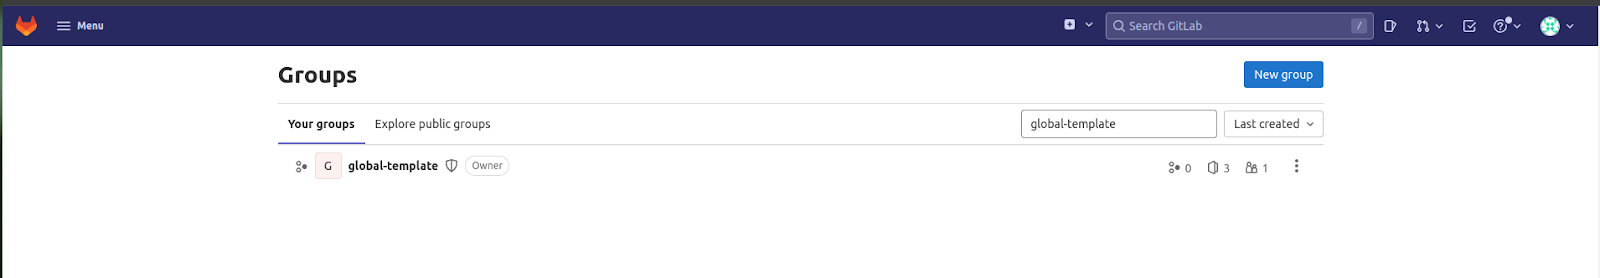 Menu
Search GitLab /
Groups
New group
Your groups Explore public groups global-template Last created
G global-template Owner 0 3 1